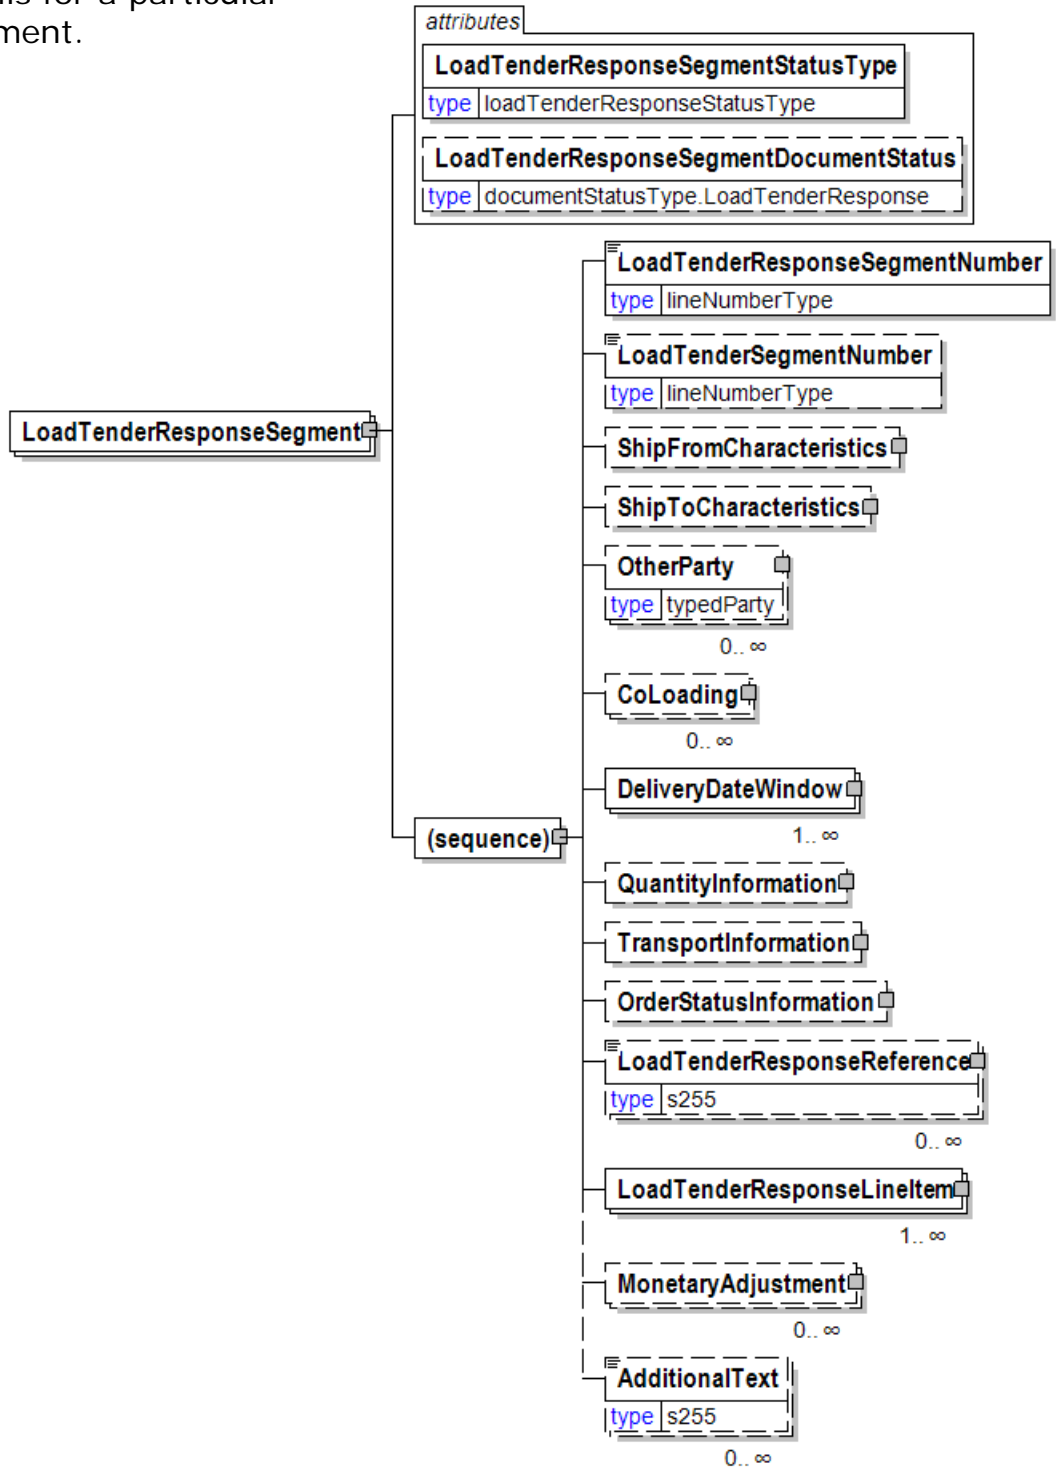 ment.
attributes
LoadTenderResponseSegmentStatusType
type loadTenderResponseStatusType
LoadTenderResponseSegmentDocumentStatus
type documentStatusType.LoadTenderResponse
LoadTenderResponseSegmentNumber
type lineNumberType
LoadTenderSegmentNumber
type lineNumberType
LoadTenderResponseSegment
ShipFromCharacteristics
ShipToCharacteristics
OtherParty
type typedParty
0.. ∞
CoLoading
0.. ∞
DeliveryDateWindow
1.. ∞
(sequence)
QuantityInformation
TransportInformation
OrderStatusInformation
LoadTenderResponseReference
type s255
0.. ∞
LoadTenderResponseLineItem
1.. ∞
MonetaryAdjustment
0.. ∞
AdditionalText
type s255
0.. ∞